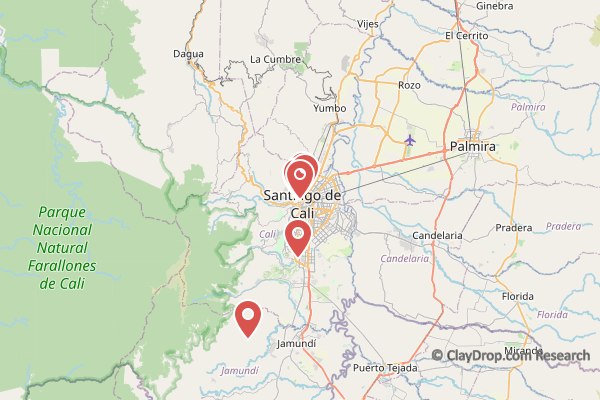 Ginebra
Vijes
El Cerrito
Dagua
La Cumbre
Rozo
Yumbo
Palmira
Palmira
Santiago de
Cali
Parque
Nacional
Natural
Farallones
de Cali
Cali
Candelaria
Pradera
Pradera
Candelaria
Florida
Florida
Jamundí
Miranda
© ClayDrop.com Research
Jamundí
Puerto Tejada